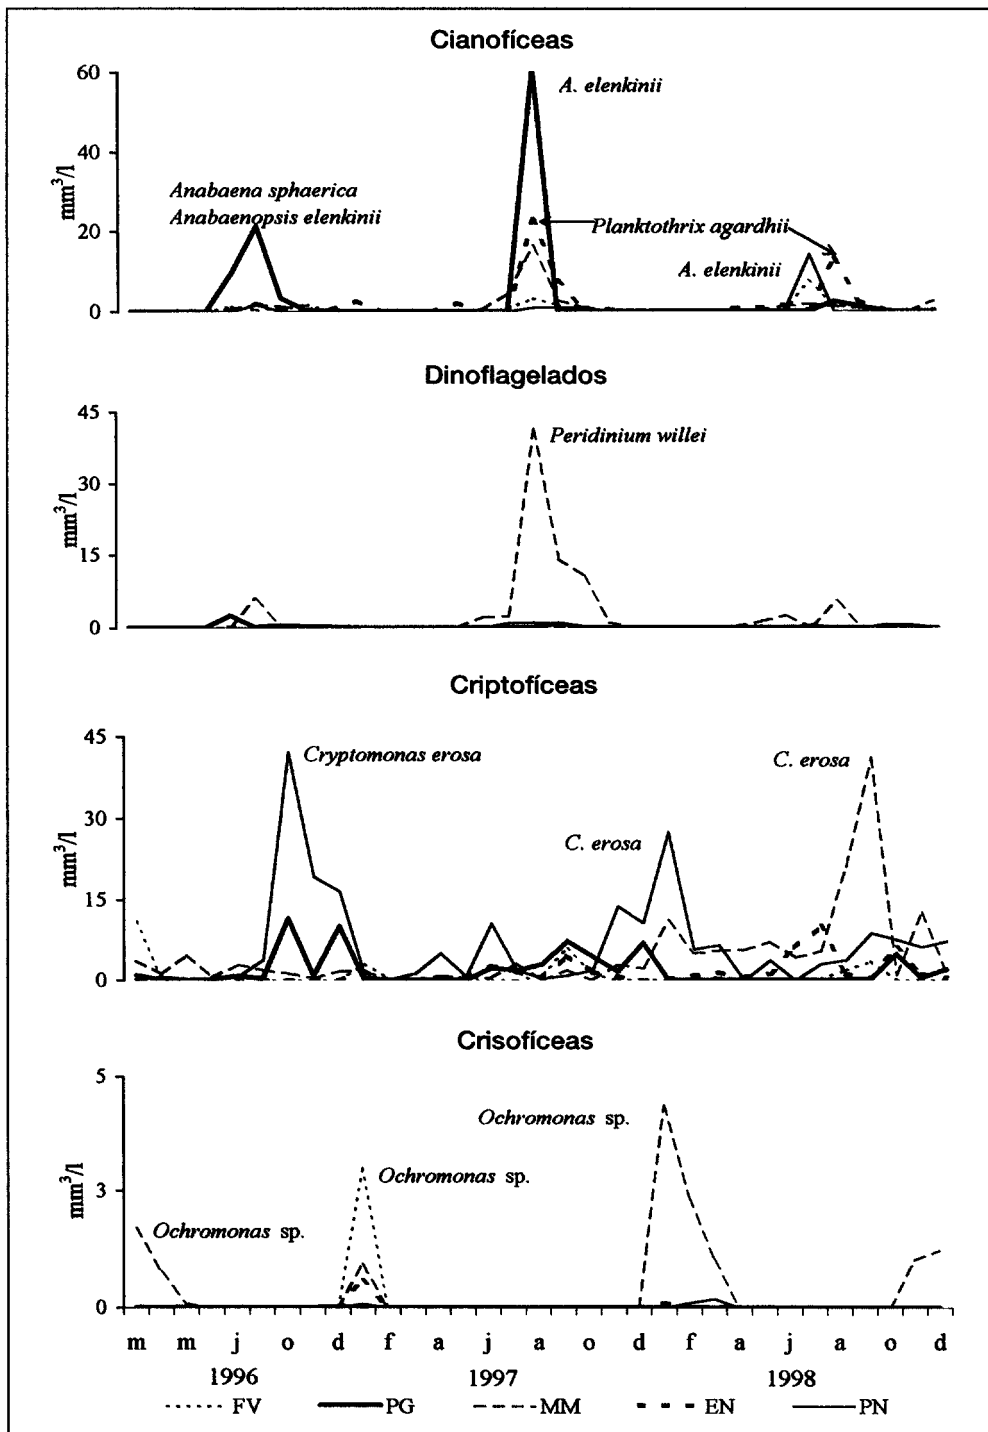 Cianofíceas
60
A. elenkinii
40
mm³/l
Anabaena sphaerica
Anabaenopsis elenkinii
20
Planktothrix agardhii
A. elenkinii
0
Dinoflagelados
45
Peridinium willei
30
mm³/l
15
0
Criptofíceas
45
Cryptomonas erosa
C. erosa
30
mm³/l
C. erosa
15
0
Crisofíceas
5
Ochromonas sp.
3
mm³/l
Ochromonas sp.
Ochromonas sp.
0
m m j o d f a j a o d f a j a o d
1996 1997 1998
FV PG MM EN PN